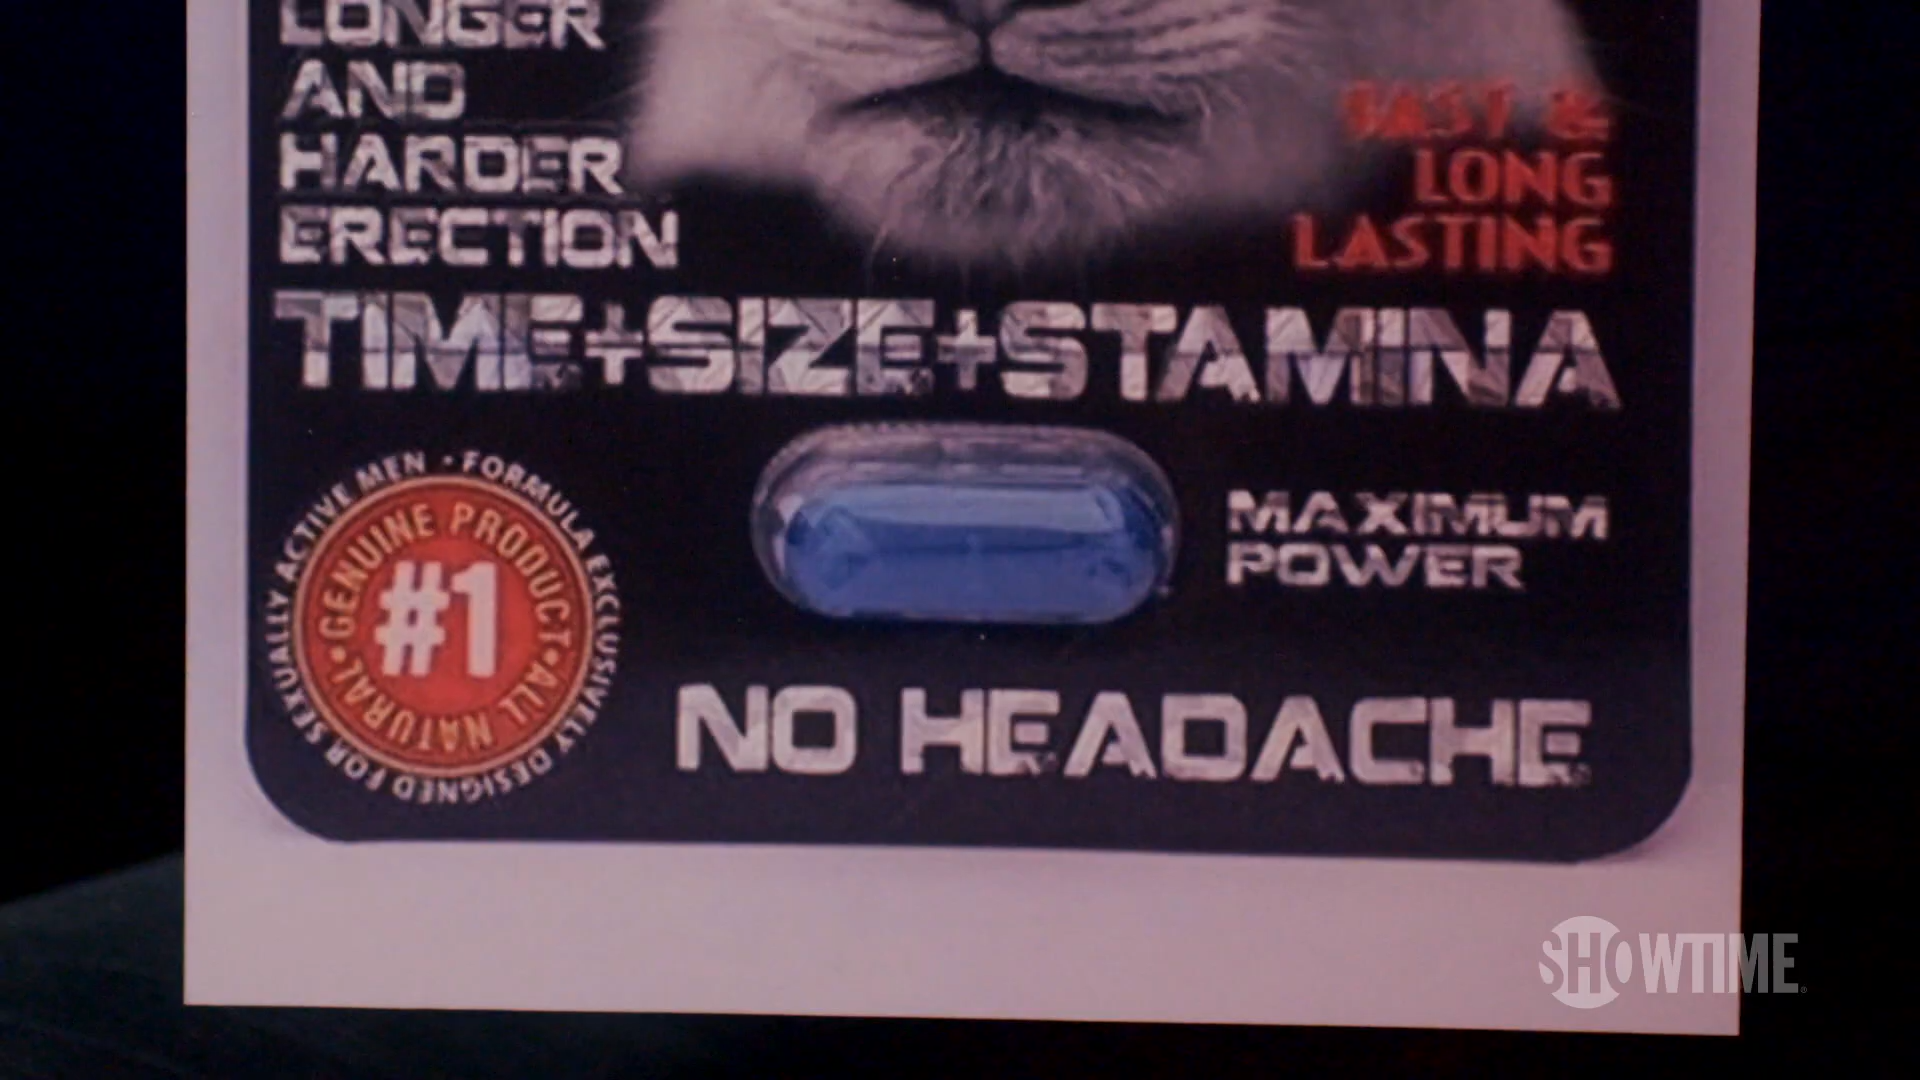 LONGER
AND
HARDER
ERECTION
FAST &
LONG
LASTING
TIME+SIZE+STAMINA
FORMULA EXCLUSIVELY DESIGNED FOR SEXUALLY ACTIVE MEN •
GENUINE PRODUCT • ALL NATURAL •
#1
MAXIMUM
POWER
NO HEADACHE
SHOWTIME